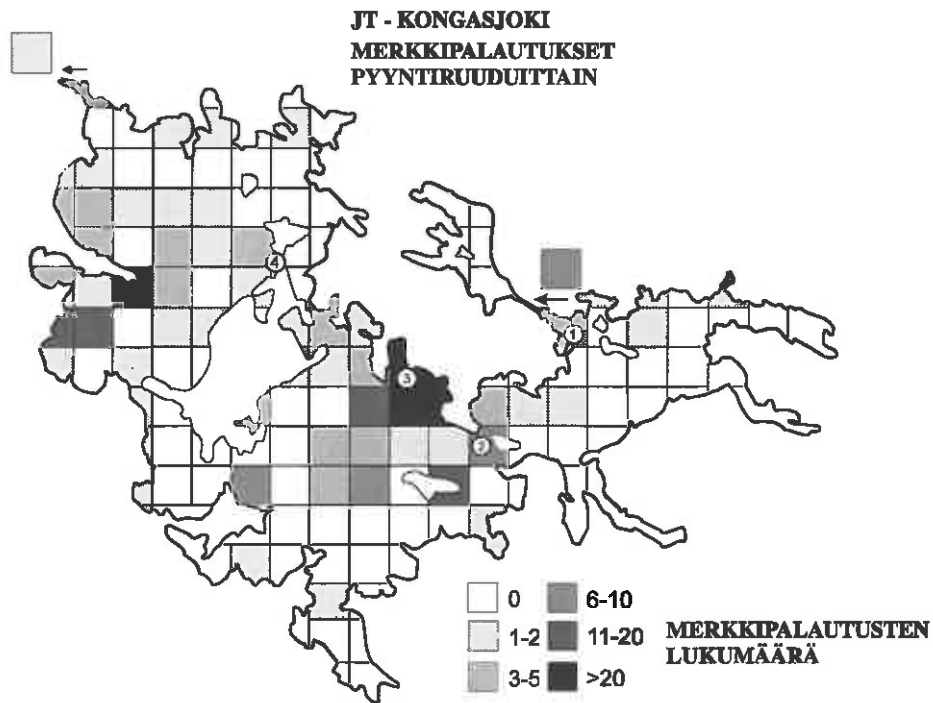 JT - KONGASJOKI
MERKKIPALAUTUKSET
PYYNTIRUUDUITTAIN
4
1
3
2
0
6-10
1-2
11-20
3-5
>20
MERKKIPALAUTUSTEN
LUKUMÄÄRÄ